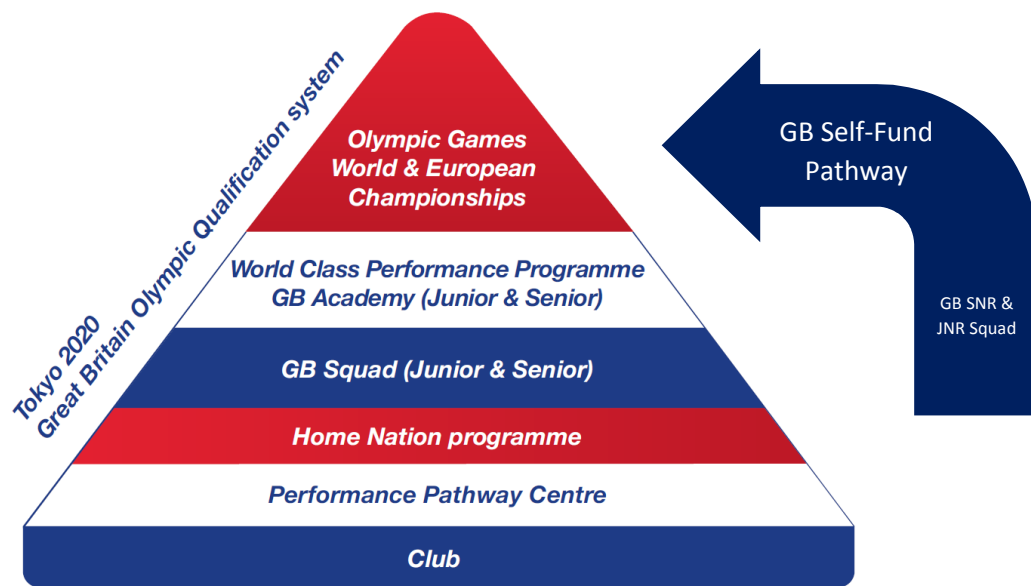 Tokyo 2020
Great Britain Olympic Qualification system
Olympic Games
World & European
Championships
World Class Performance Programme
GB Academy (Junior & Senior)
GB Squad (Junior & Senior)
Home Nation programme
Performance Pathway Centre
Club
GB Self-Fund
Pathway
GB SNR &
JNR Squad